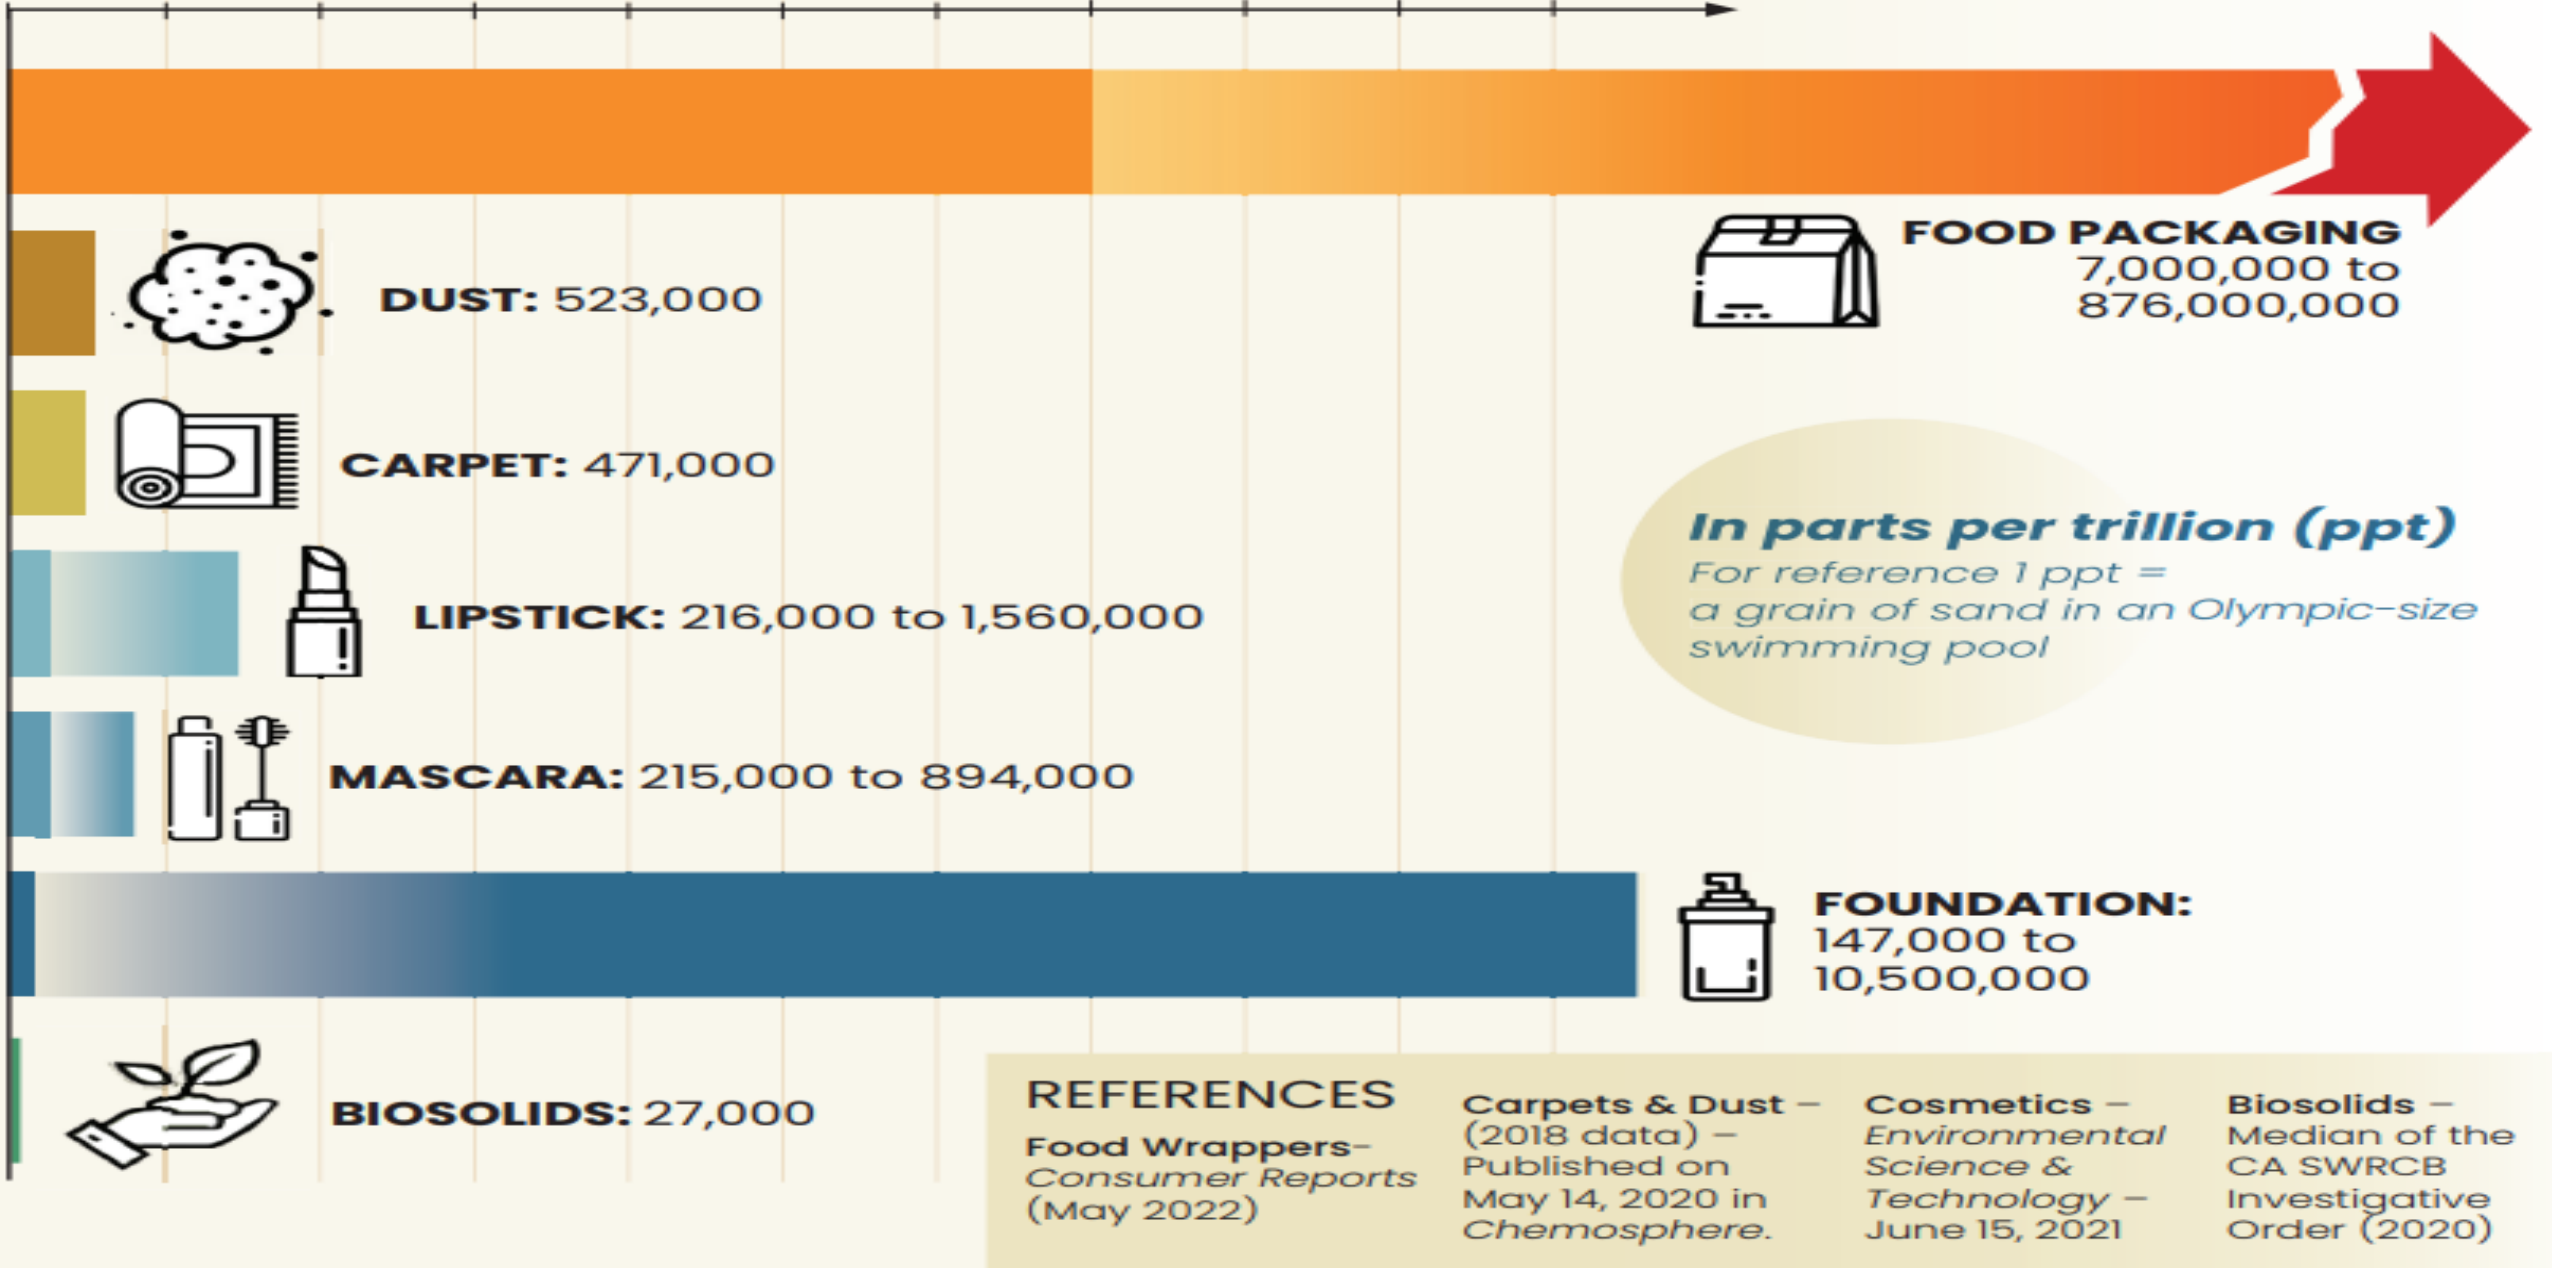 FOOD PACKAGING
7,000,000 to
876,000,000
DUST: 523,000
CARPET: 471,000
In parts per trillion (ppt)
For reference 1 ppt =
a grain of sand in an Olympic-size
swimming pool
LIPSTICK: 216,000 to 1,560,000
MASCARA: 215,000 to 894,000
FOUNDATION:
147,000 to
10,500,000
BIOSOLIDS: 27,000
REFERENCES
Food Wrappers-
Consumer Reports
(May 2022)
Carpets & Dust –
(2018 data) –
Published on
May 14, 2020 in
Chemosphere.
Cosmetics –
Environmental
Science &
Technology –
June 15, 2021
Biosolids –
Median of the
CA SWRCB
Investigative
Order (2020)